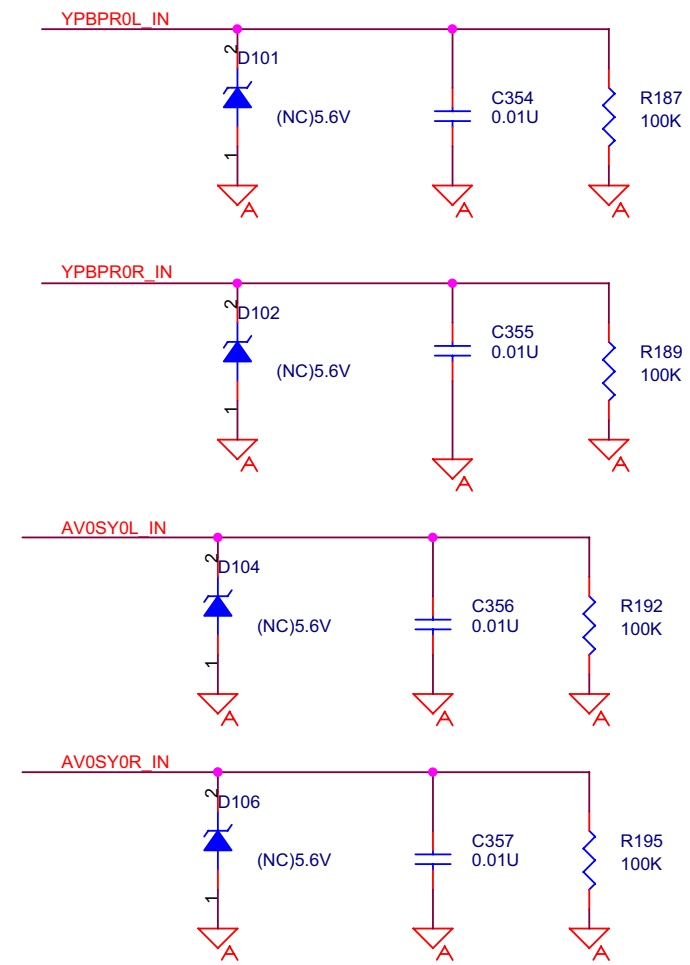 YPBPR0L_IN
2
D101
(NC)5.6V
1
C354
0.01U
R187
100K
A
A
A
YPBPR0R_IN
2
D102
(NC)5.6V
1
C355
0.01U
R189
100K
A
A
A
AV0SY0L_IN
2
D104
(NC)5.6V
1
C356
0.01U
R192
100K
A
A
A
AV0SY0R_IN
2
D106
(NC)5.6V
1
C357
0.01U
R195
100K
A
A
A